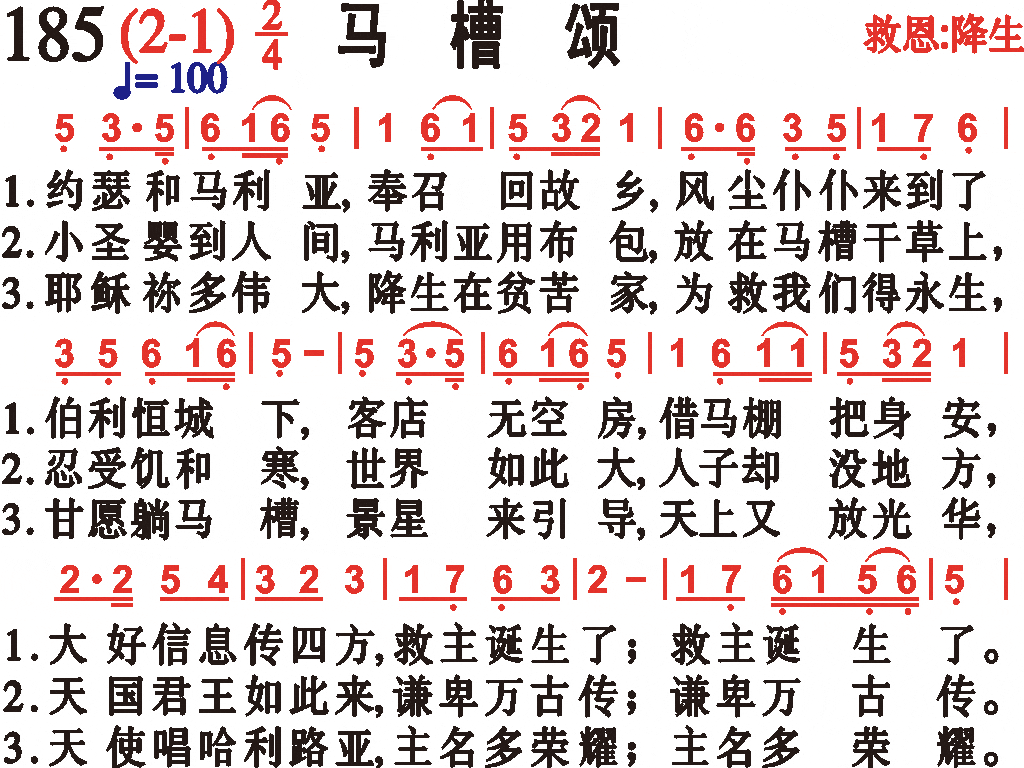 185 (2-1) 2/4 马 槽 颂 救恩:降生
♩= 100
5 3·5 | 6 16 5 | 1 6 1 | 5 32 1 | 6·6 3 5 | 1 7 6 |
1.约瑟和马利 亚,奉召 回故 乡,风尘仆仆来到了
2.小圣婴到人 间,马利亚用布 包,放在马槽干草上,
3.耶稣祢多伟 大,降生在贫苦 家,为救我们得永生,
3 5 6 16 | 5 – | 5 3·5 | 6 16 5 | 1 6 11 | 5 32 1 |
1.伯利恒城 下, 客店 无空 房,借马棚 把身 安,
2.忍受饥和 寒, 世界 如此 大,人子却 没地 方,
3.甘愿躺马 槽, 景星 来引 导,天上又 放光 华,
2·2 5 4 | 3 2 3 | 1 7 6 3 | 2 – | 1 7 6 1 5 6 | 5 |
1.大 好信息传四方,救主诞生了；救主诞 生 了。
2.天 国君王如此来,谦卑万古传；谦卑万 古 传。
3.天 使唱哈利路亚,主名多荣耀；主名多 荣 耀。